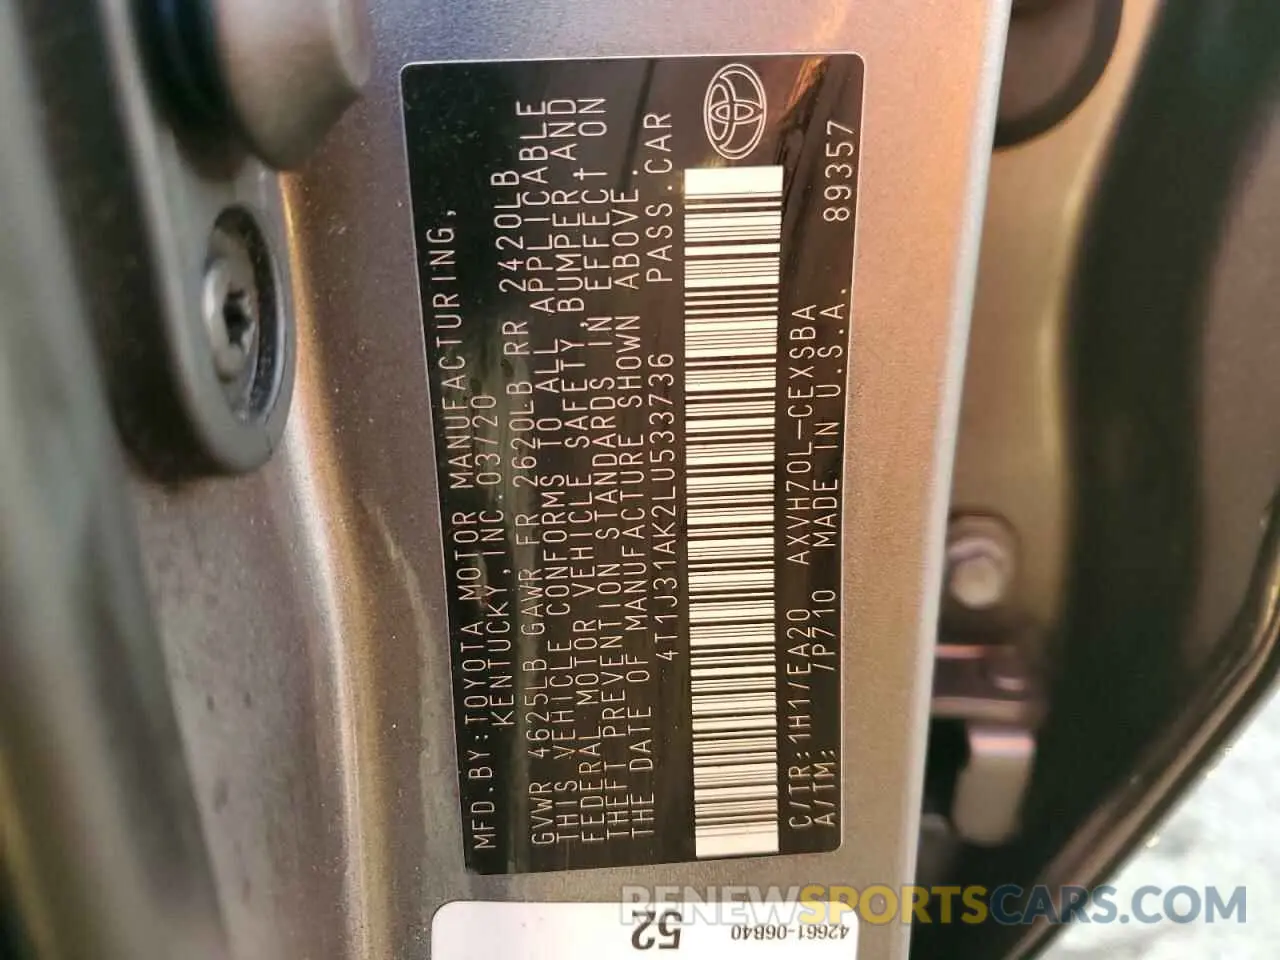 MFD.BY:TOYOTA MOTOR MANUFACTURING,
KENTUCKY, INC.03/20
GVWR 4625LB GAWR FR 2620LB RR 2420LB
THIS VEHICLE CONFORMS TO ALL APPLICABLE
FEDERAL MOTOR VEHICLE SAFETY, BUMPER, AND
THEFT PREVENTION STANDARDS IN EFFECT ON
THE DATE OF MANUFACTURE SHOWN ABOVE.
4T1J31AK2LU533736 PASS.CAR
C/TR: 1H1/EA20 AXVH70L-CEXSBA
A/TM: /P710 MADE IN U.S.A. 89357
52
42661-06B40
RENEWSPORTSCARS.COM